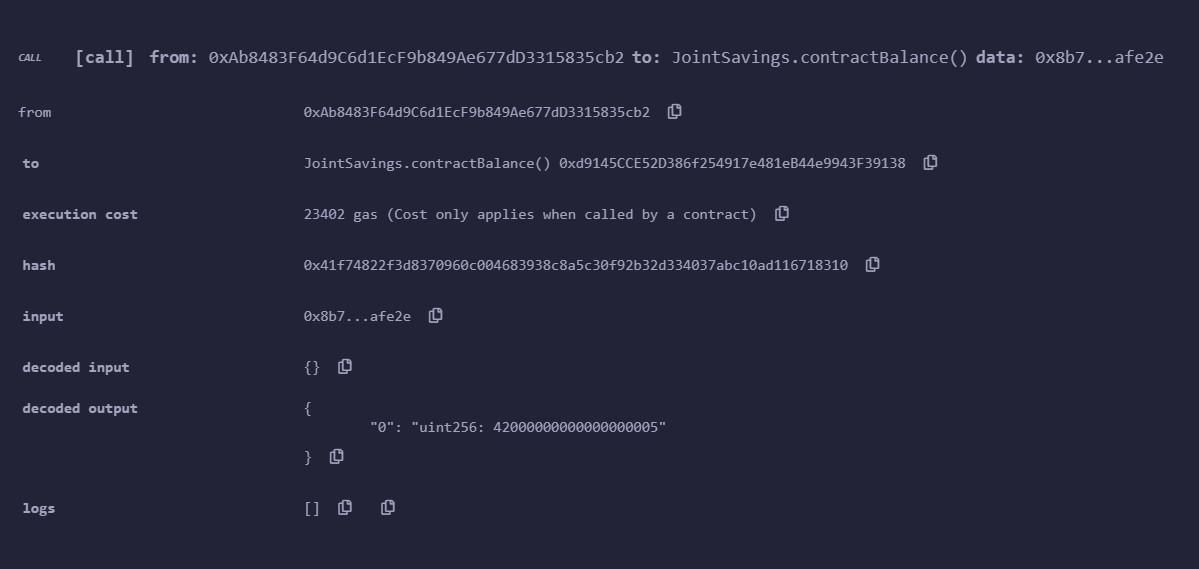 CALL [call] from: 0xAb8483F64d9C6d1EcF9b849Ae677dD3315835cb2 to: JointSavings.contractBalance() data: 0x8b7...afe2e
from 0xAb8483F64d9C6d1EcF9b849Ae677dD3315835cb2
to JointSavings.contractBalance() 0xd9145CCE52D386f254917e481eB44e9943F39138
execution cost 23402 gas (Cost only applies when called by a contract)
hash 0x41f74822f3d8370960c004683938c8a5c30f92b32d334037abc10ad116718310
input 0x8b7...afe2e
decoded input {}
decoded output {
"0": "uint256: 42000000000000000005"
}
logs []